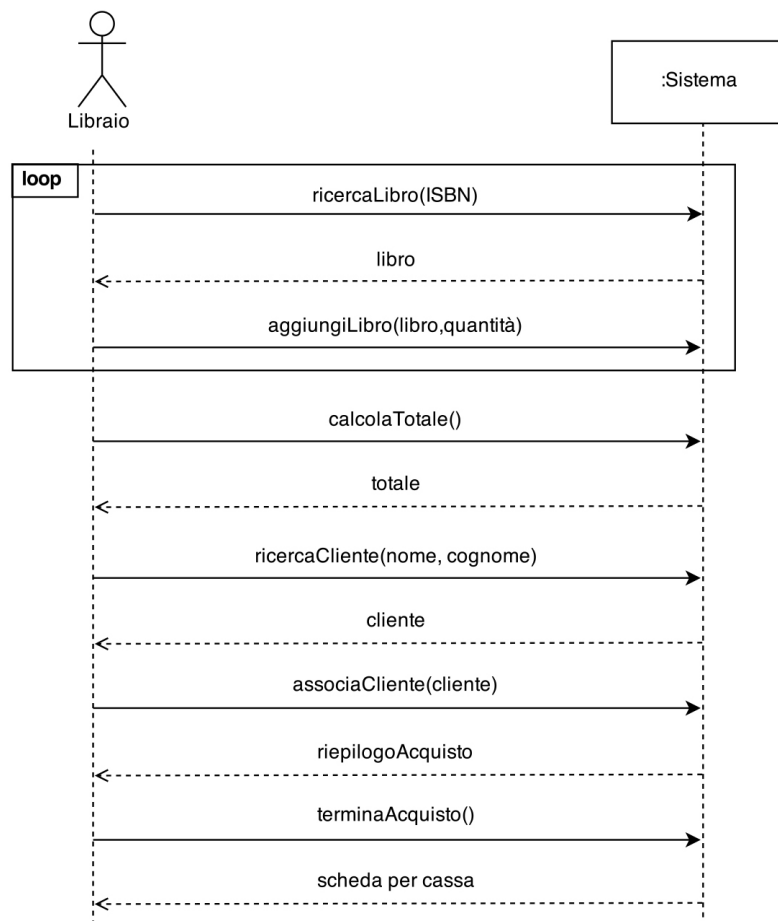 Libraio
:Sistema
loop
ricercaLibro(ISBN)
libro
aggiungiLibro(libro,quantità)
calcolaTotale()
totale
ricercaCliente(nome, cognome)
cliente
associaCliente(cliente)
riepilogoAcquisto
terminaAcquisto()
scheda per cassa